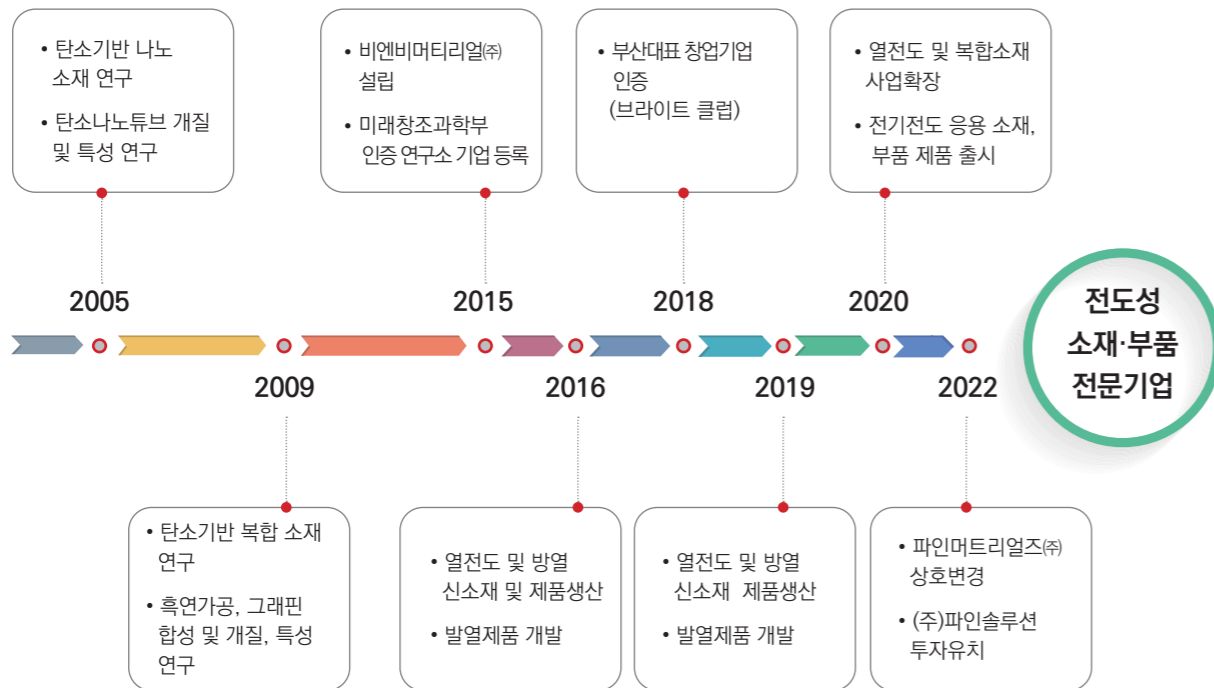 • 탄소기반 나노
소재 연구
• 탄소나노튜브 개질
및 특성 연구
• 비엔비머티리얼㈜
설립
• 미래창조과학부
인증 연구소 기업 등록
• 부산대표 창업기업
인증
(브라이트 클럽)
• 열전도 및 복합소재
사업확장
• 전기전도 응용 소재,
부품 제품 출시
2005
2015
2018
2020
전도성
소재·부품
전문기업
2009
2016
2019
2022
• 탄소기반 복합 소재
연구
• 흑연가공, 그래핀
합성 및 개질, 특성
연구
• 열전도 및 방열
신소재 및 제품생산
• 발열제품 개발
• 열전도 및 방열
신소재 제품생산
• 발열제품 개발
• 파인머트리얼즈㈜
상호변경
• (주)파인솔루션
투자유치